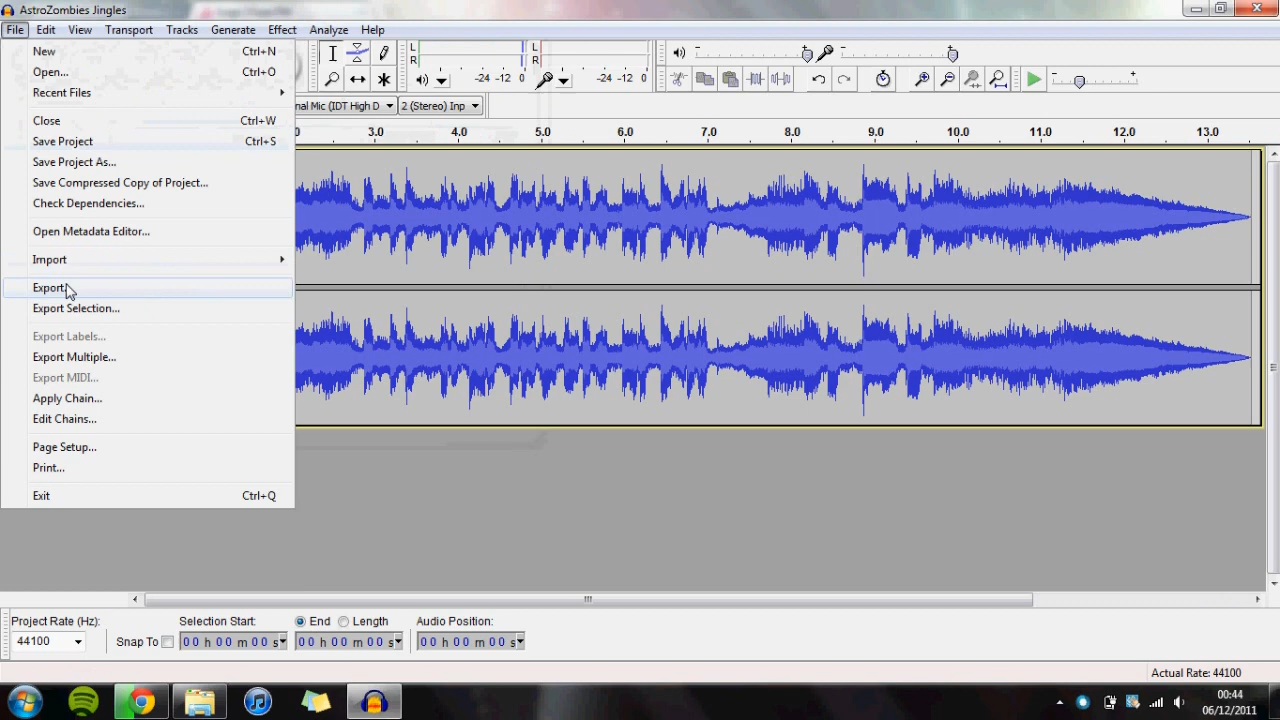 AstroZombies Jingles
File Edit View Transport Tracks Generate Effect Analyze Help
New Ctrl+N
Open... Ctrl+O
Recent Files
Close Ctrl+W
Save Project Ctrl+S
Save Project As...
Save Compressed Copy of Project...
Check Dependencies...
Open Metadata Editor...
Import
Export
Export Selection...
Export Labels...
Export Multiple...
Export MIDI...
Apply Chain...
Edit Chains...
Page Setup...
Print...
Exit Ctrl+Q
L L
R R
-24 -12 0 -24 -12 0
nal Mic (IDT High D 2 (Stereo) Inp
0 3.0 4.0 5.0 6.0 7.0 8.0 9.0 10.0 11.0 12.0 13.0
Project Rate (Hz): Selection Start: End Length Audio Position:
44100 Snap To 00 h 00 m 00 s 00 h 00 m 00 s 00 h 00 m 00 s
Actual Rate: 44100
00:44
06/12/2011